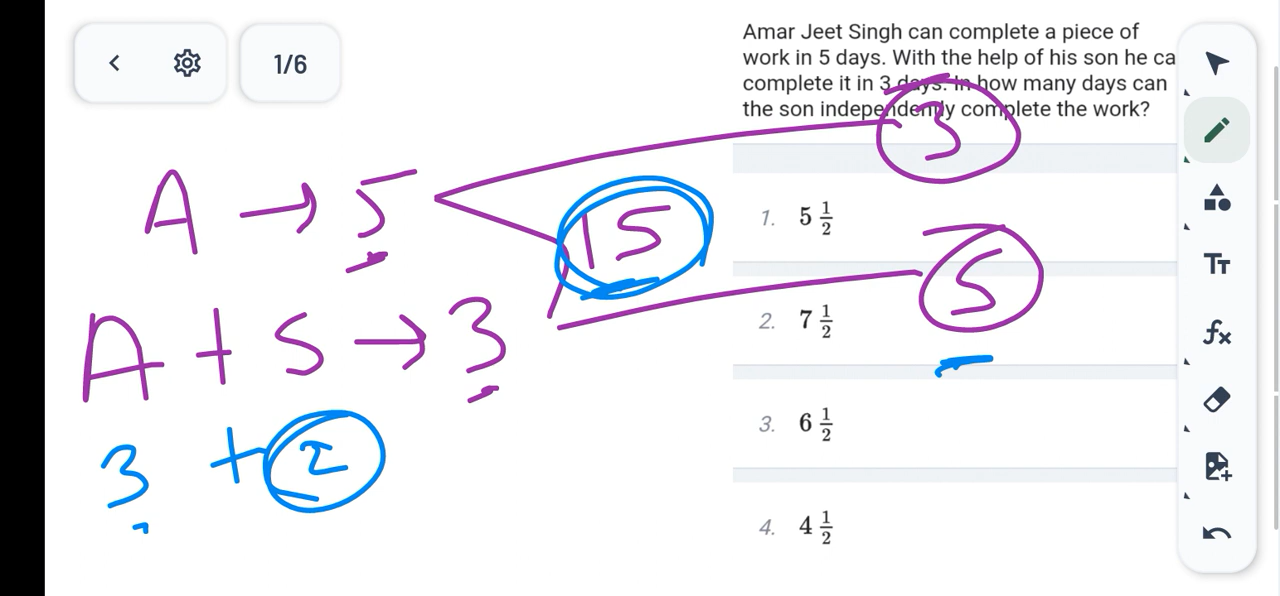 1/6
Amar Jeet Singh can complete a piece of
work in 5 days. With the help of his son he ca
complete it in 3 days. In how many days can
the son independently complete the work?
A → 5
3
15
A + S → 3
5
3 + 2
1. 5 1/2
2. 7 1/2
3. 6 1/2
4. 4 1/2
Tт
fx